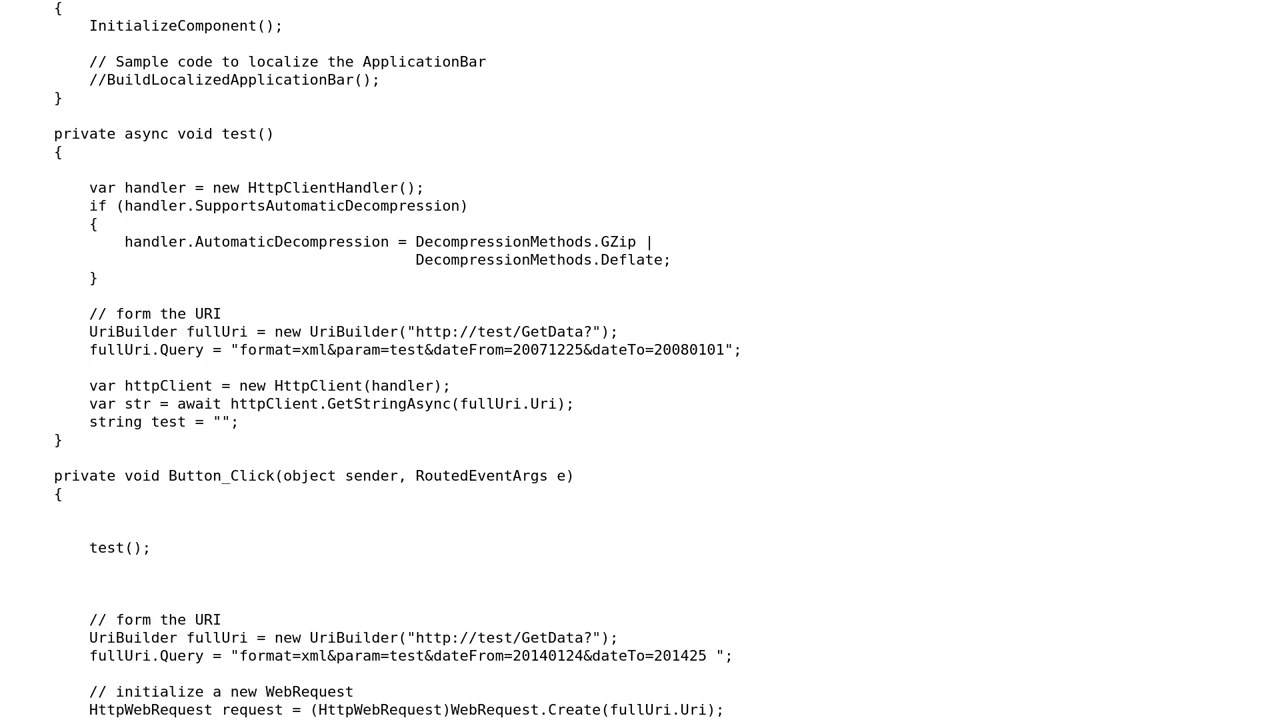 {
InitializeComponent();
// Sample code to localize the ApplicationBar
//BuildLocalizedApplicationBar();
}
private async void test()
{
var handler = new HttpClientHandler();
if (handler.SupportsAutomaticDecompression)
{
handler.AutomaticDecompression = DecompressionMethods.GZip |
DecompressionMethods.Deflate;
}
// form the URI
UriBuilder fullUri = new UriBuilder("http://test/GetData?");
fullUri.Query = "format=xml&param=test&dateFrom=20071225&dateTo=20080101";
var httpClient = new HttpClient(handler);
var str = await httpClient.GetStringAsync(fullUri.Uri);
string test = "";
}
private void Button_Click(object sender, RoutedEventArgs e)
{
test();
// form the URI
UriBuilder fullUri = new UriBuilder("http://test/GetData?");
fullUri.Query = "format=xml&param=test&dateFrom=20140124&dateTo=201425 ";
// initialize a new WebRequest
HttpWebRequest request = (HttpWebRequest)WebRequest.Create(fullUri.Uri);